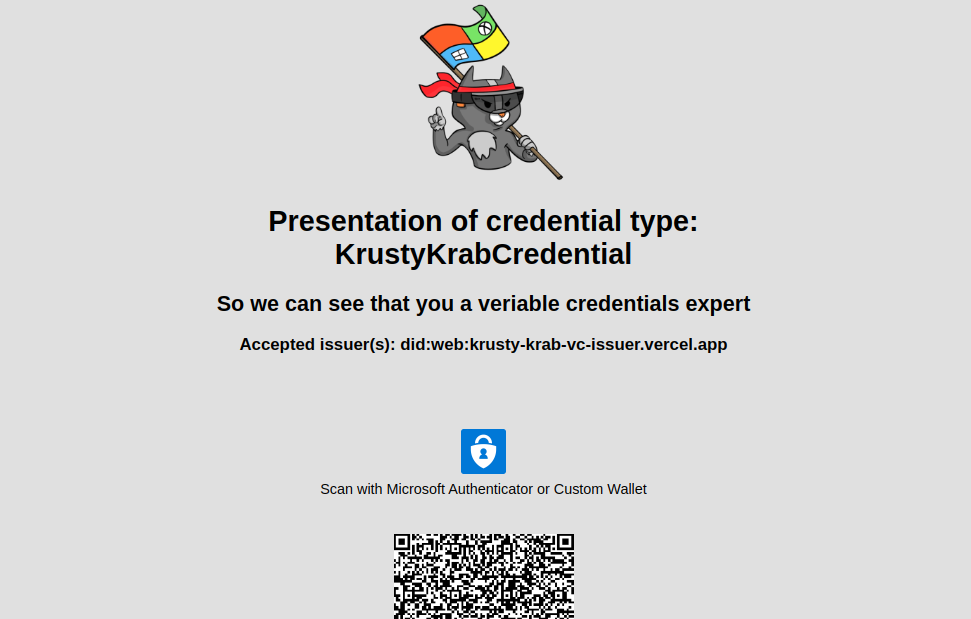 Presentation of credential type:
KrustyKrabCredential
So we can see that you a veriable credentials expert
Accepted issuer(s): did:web:krusty-krab-vc-issuer.vercel.app
Scan with Microsoft Authenticator or Custom Wallet